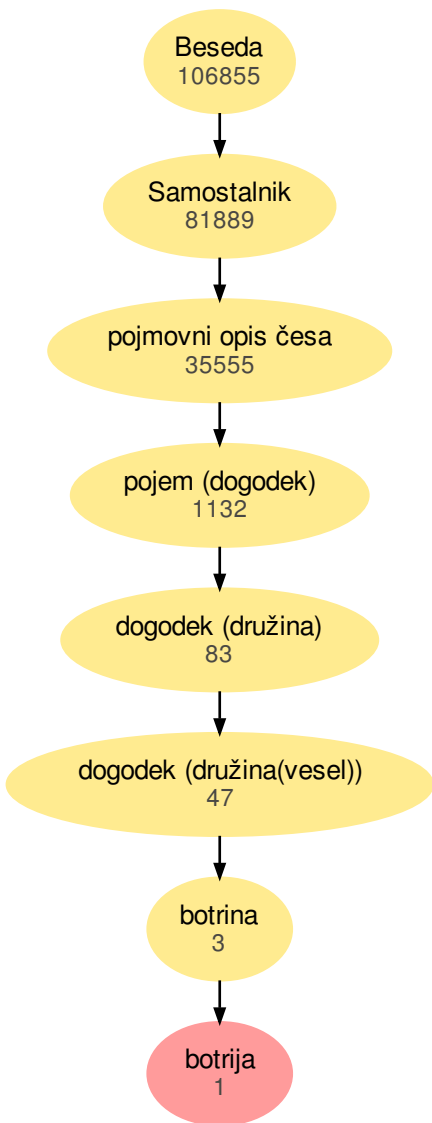 Beseda
106855
Samostalnik
81889
pojmovni opis česa
35555
pojem (dogodek)
1132
dogodek (družina)
83
dogodek (družina(vesel))
47
botrina
3
botrija
1